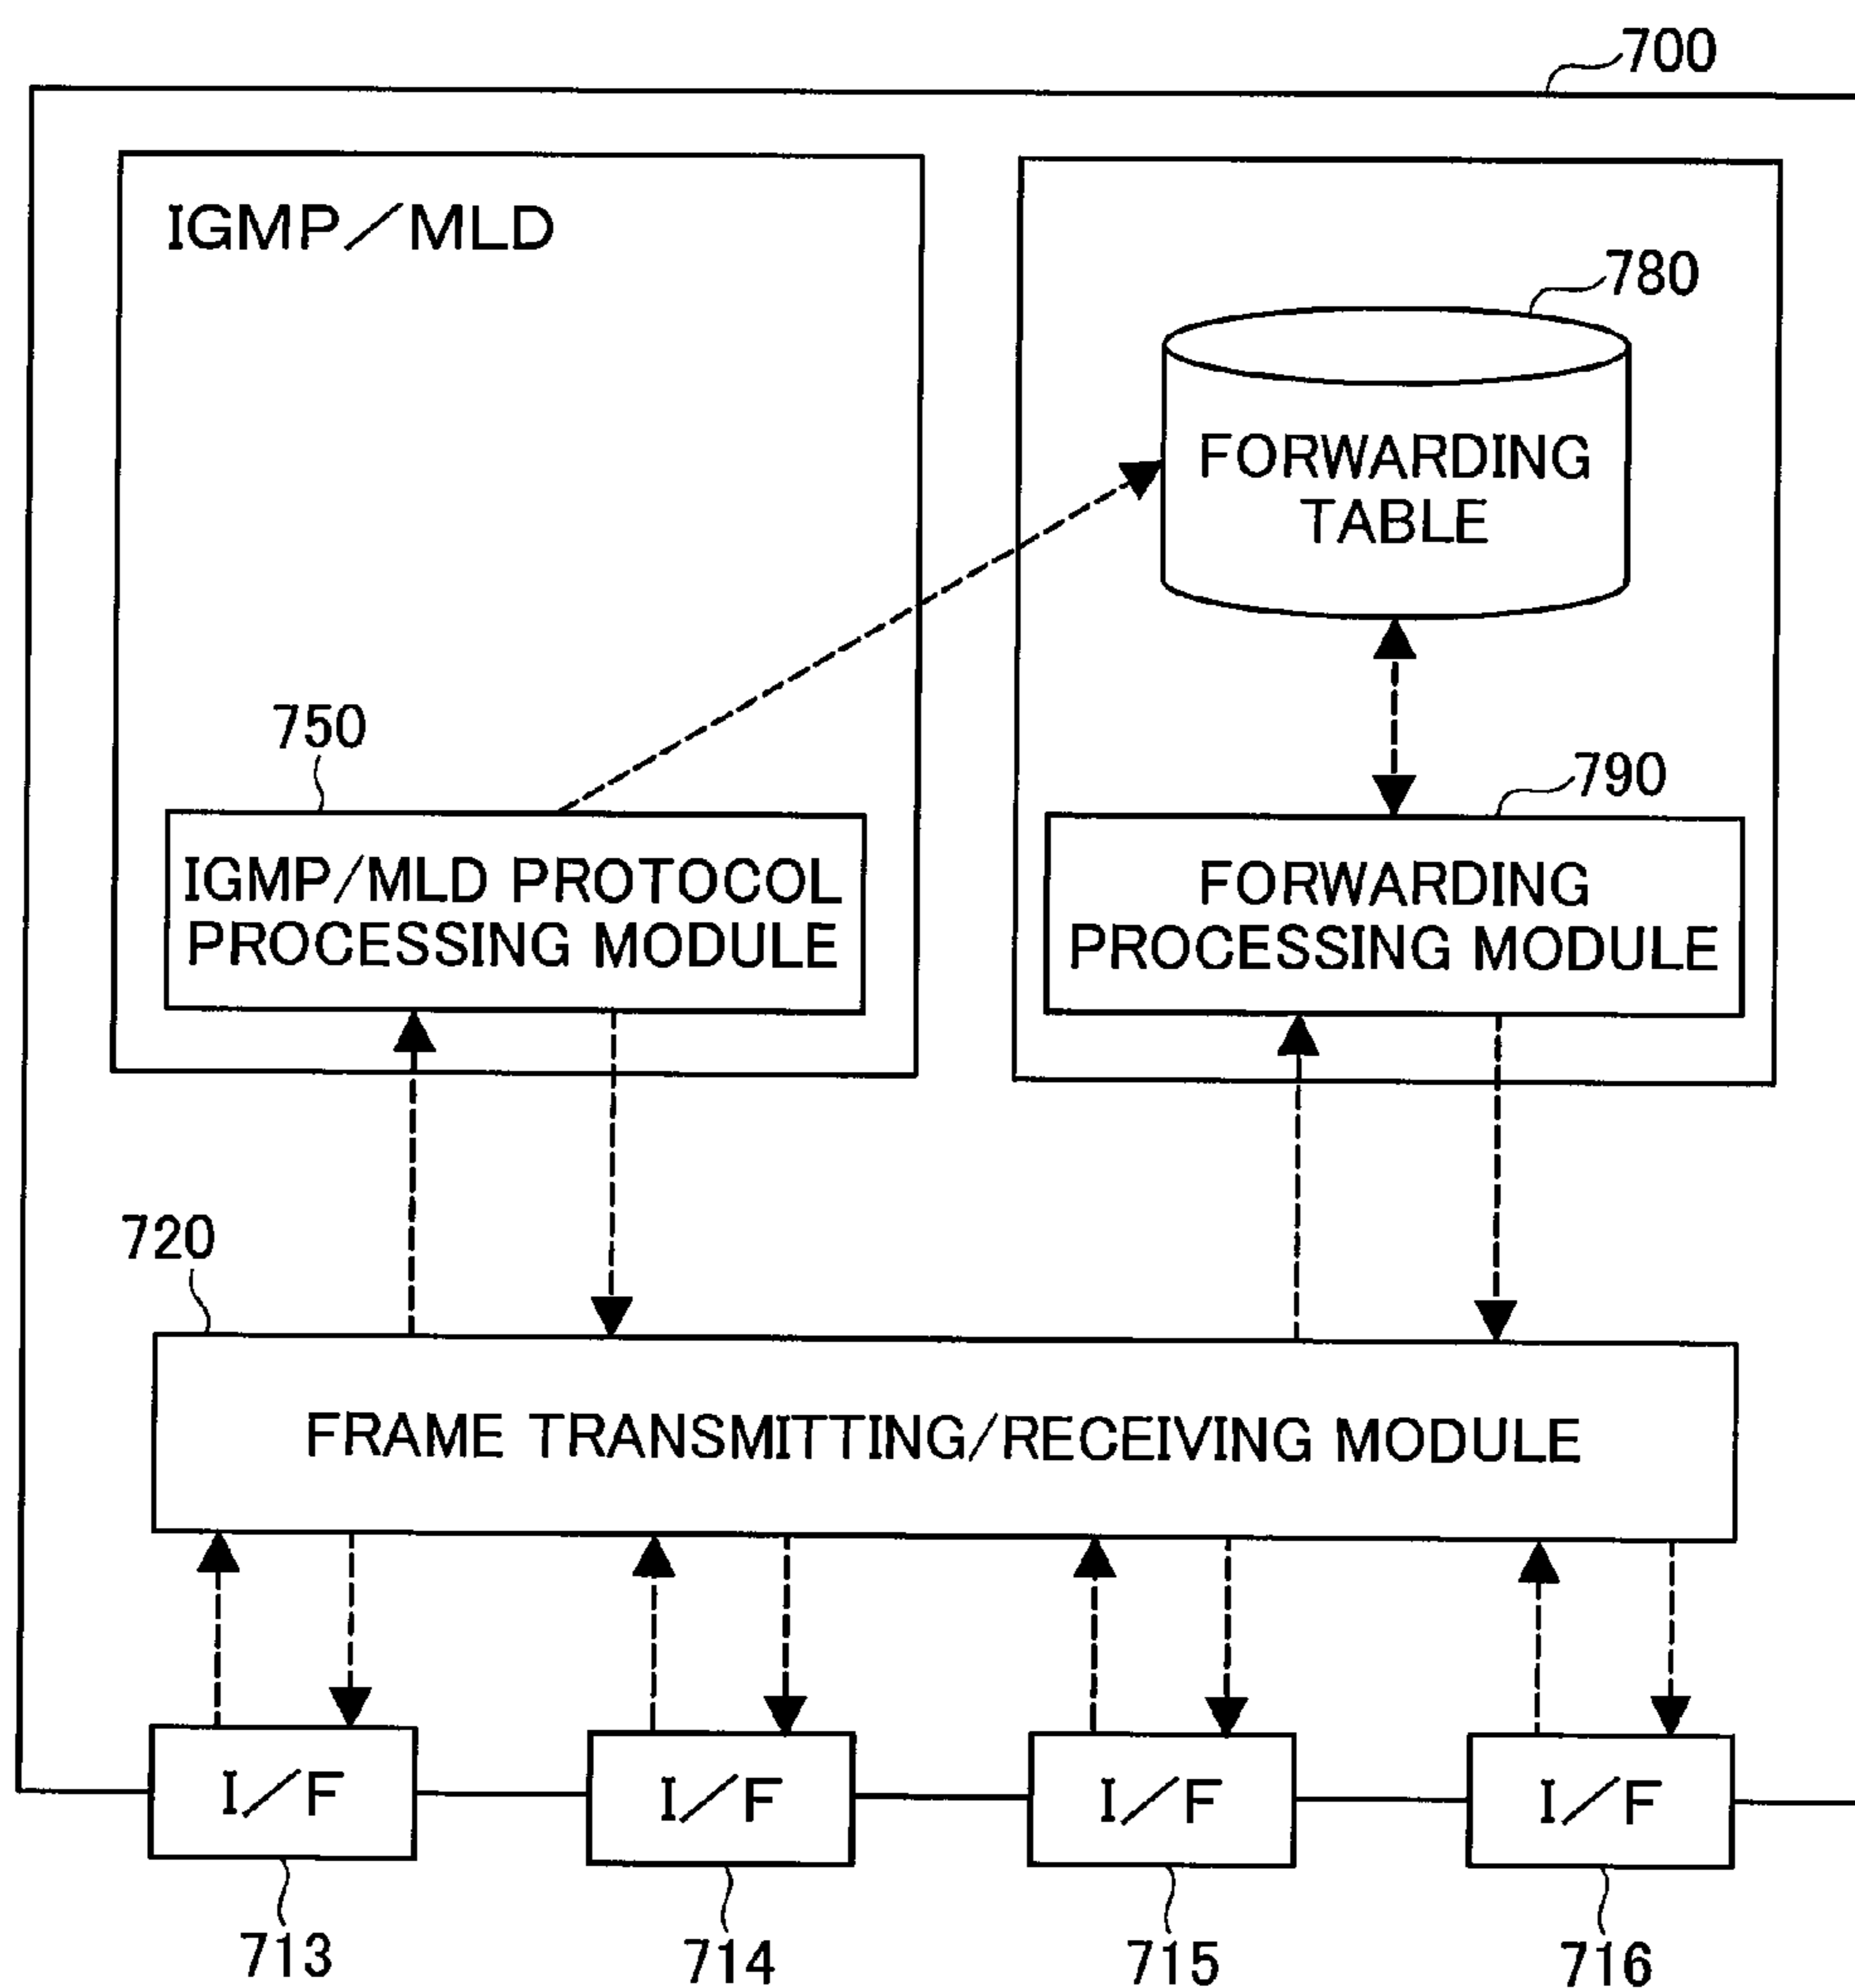 700
IGMP／MLD
780
FORWARDING
TABLE
750
790
IGMP/MLD PROTOCOL
PROCESSING MODULE
FORWARDING
PROCESSING MODULE
720
FRAME TRANSMITTING/RECEIVING MODULE
I／F
I／F
I／F
I／F
713
714
715
716